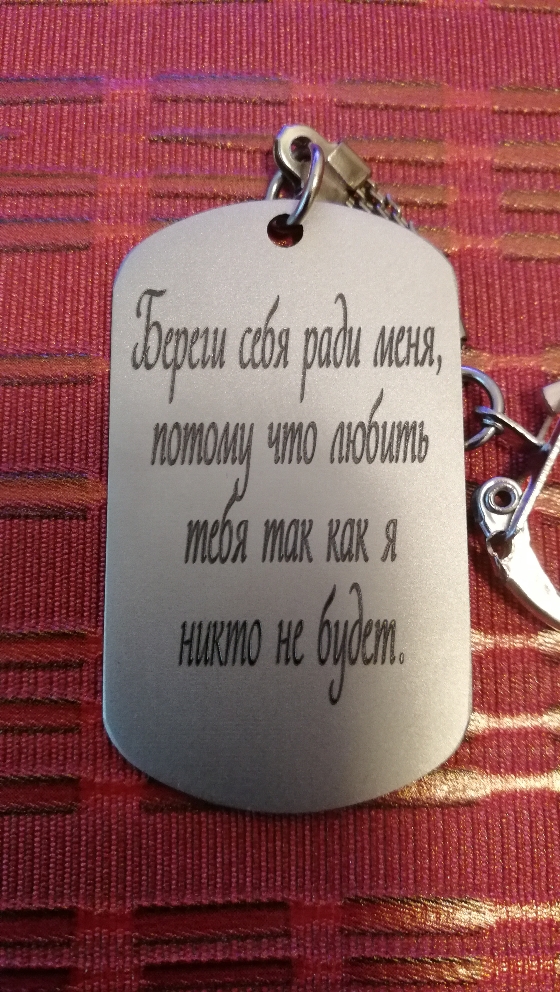 Береги себя ради меня,
потому что любить
тебя так как я
никто не будет.